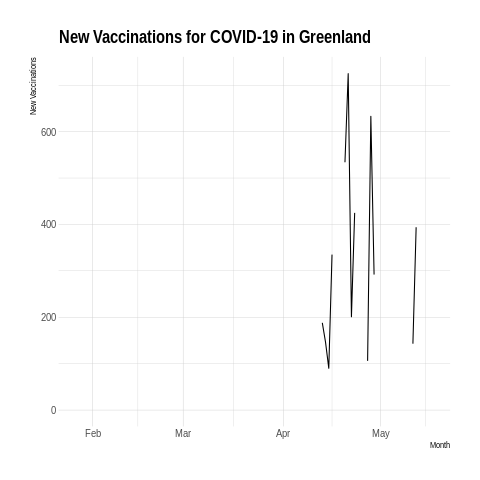 New Vaccinations for COVID-19 in Greenland
New Vaccinations
600
400
200
0
Feb Mar Apr May
Month